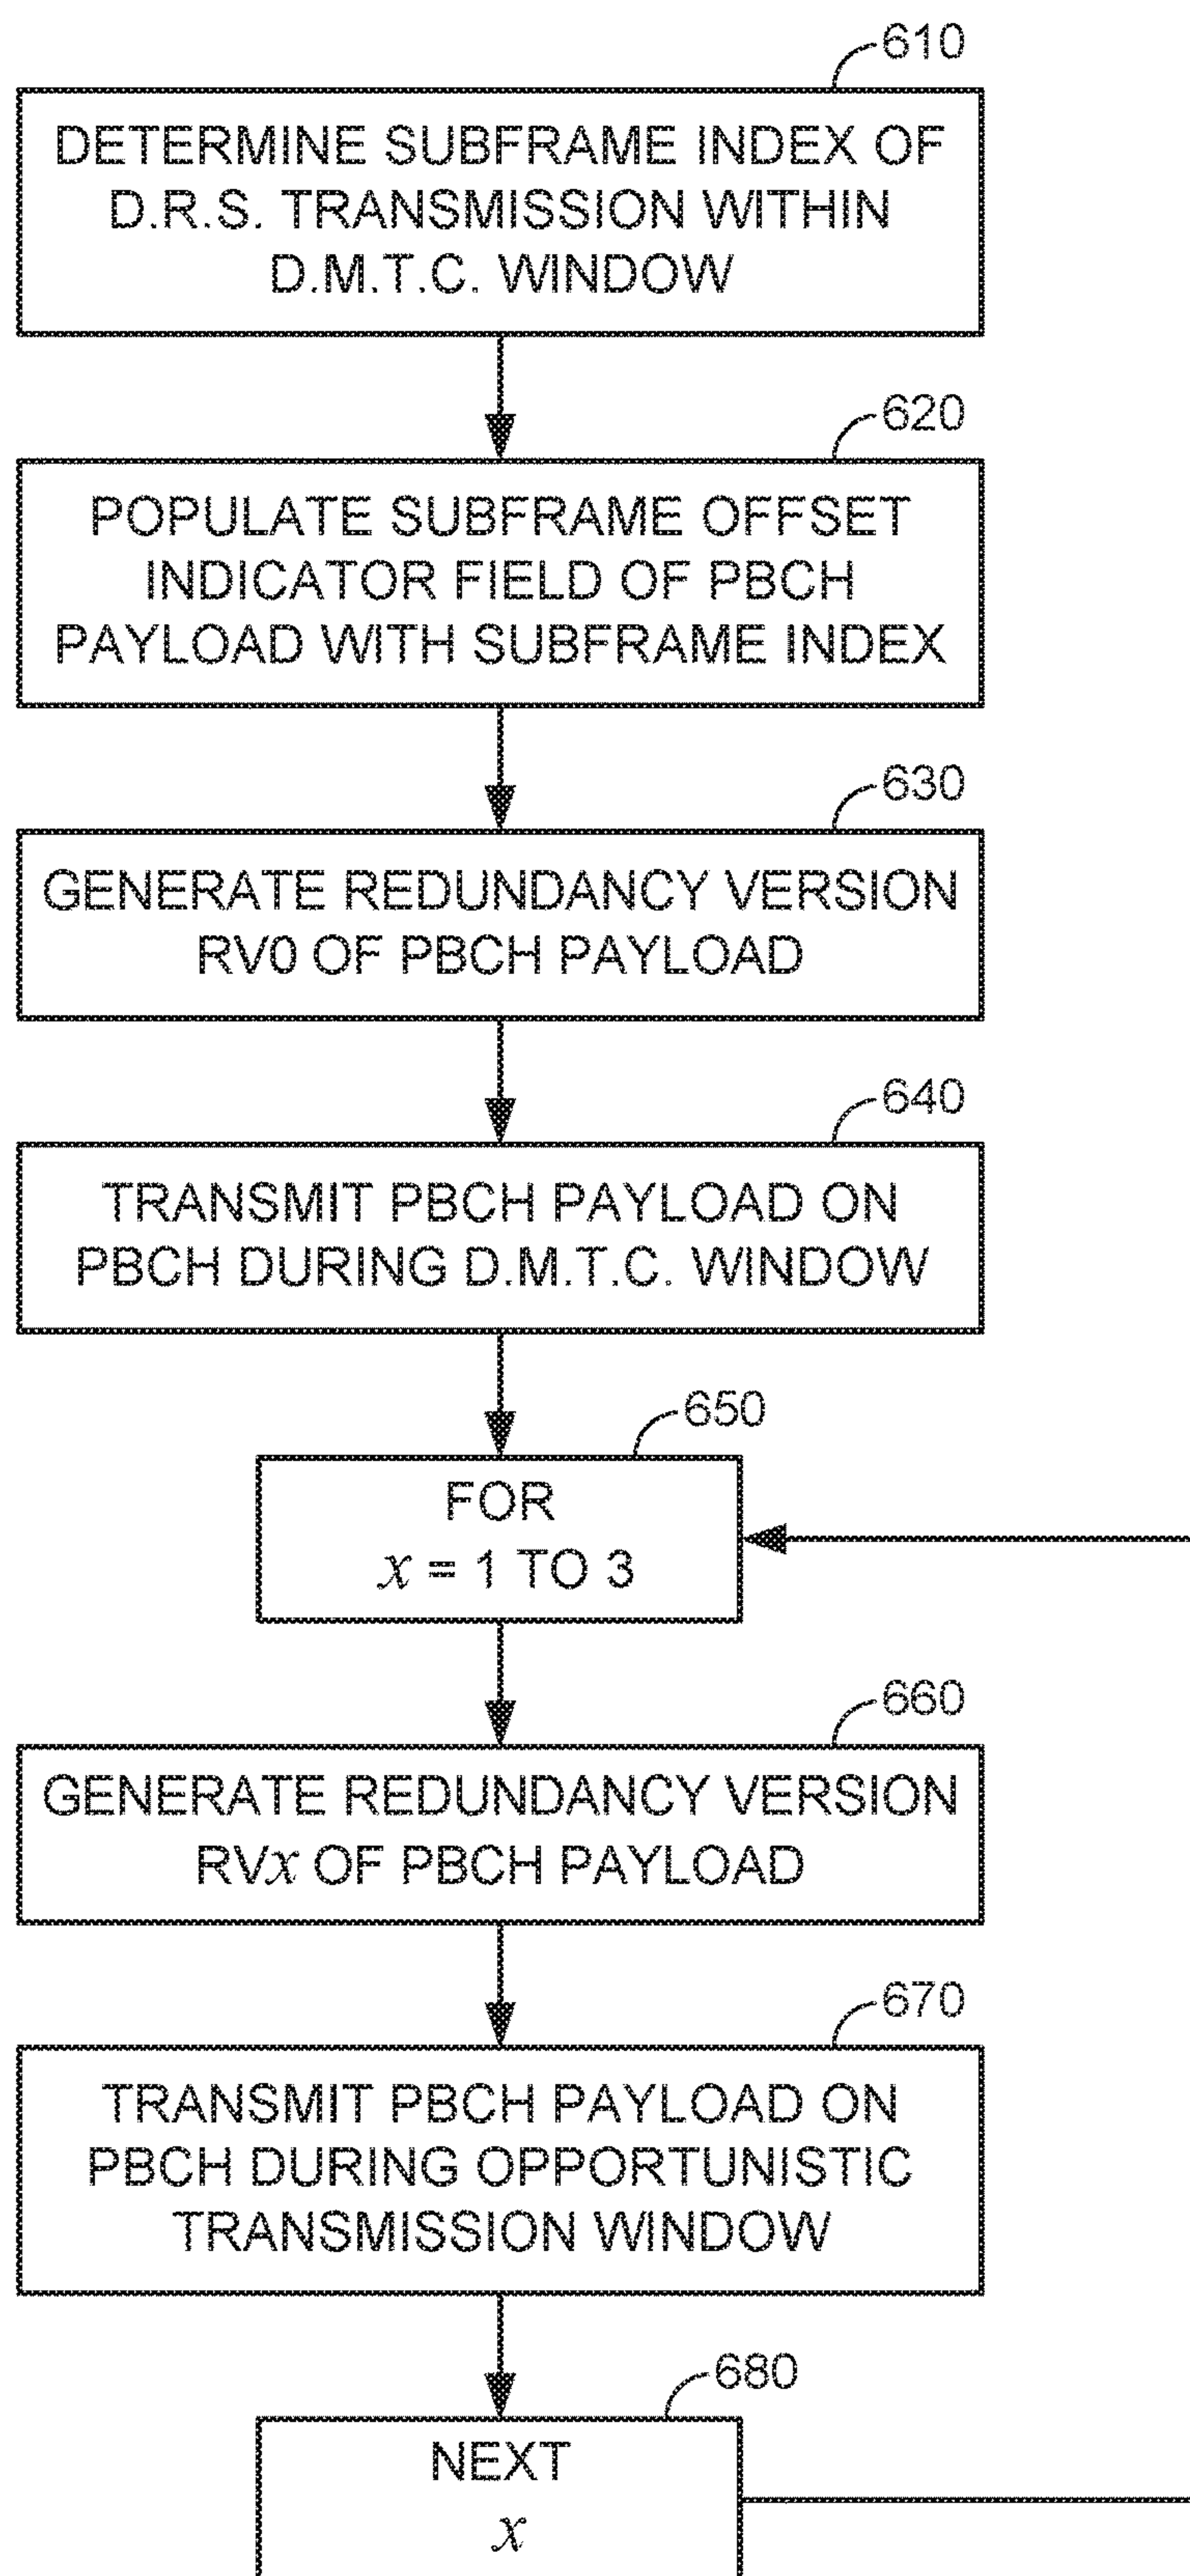 610
DETERMINE SUBFRAME INDEX OF
D.R.S. TRANSMISSION WITHIN
D.M.T.C. WINDOW
620
POPULATE SUBFRAME OFFSET
INDICATOR FIELD OF PBCH
PAYLOAD WITH SUBFRAME INDEX
630
GENERATE REDUNDANCY VERSION
RV0 OF PBCH PAYLOAD
640
TRANSMIT PBCH PAYLOAD ON
PBCH DURING D.M.T.C. WINDOW
650
FOR
x = 1 TO 3
660
GENERATE REDUNDANCY VERSION
RVx OF PBCH PAYLOAD
670
TRANSMIT PBCH PAYLOAD ON
PBCH DURING OPPORTUNISTIC
TRANSMISSION WINDOW
680
NEXT
x